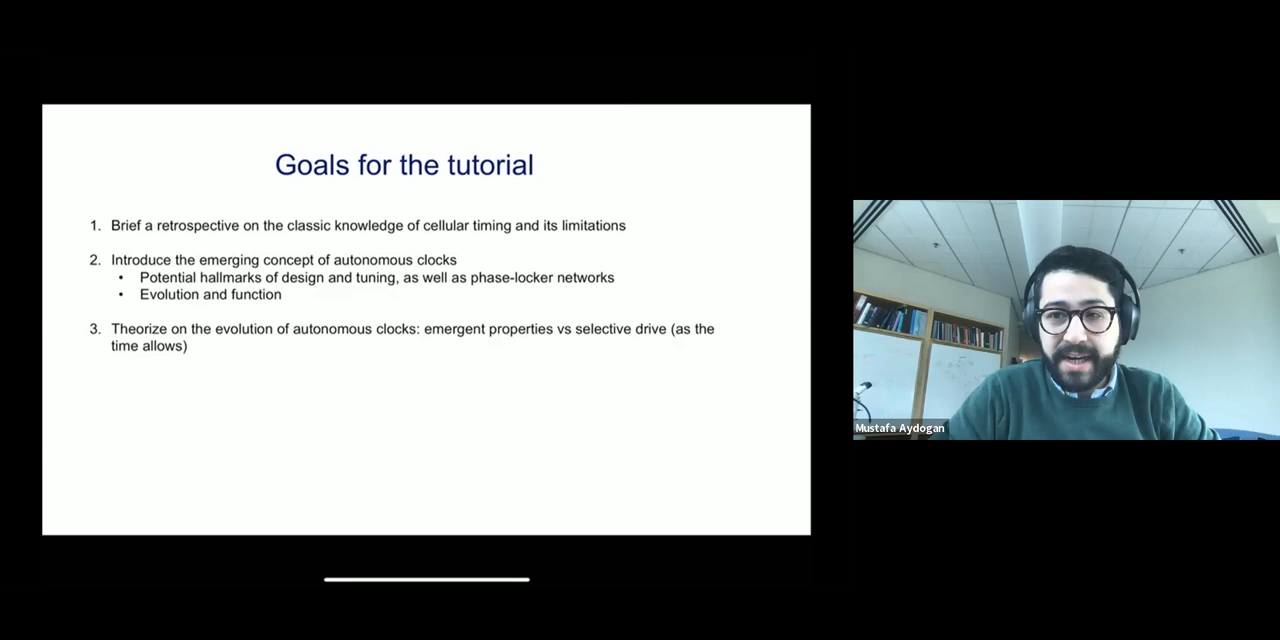 Goals for the tutorial
1. Brief a retrospective on the classic knowledge of cellular timing and its limitations
2. Introduce the emerging concept of autonomous clocks
• Potential hallmarks of design and tuning, as well as phase-locker networks
• Evolution and function
3. Theorize on the evolution of autonomous clocks: emergent properties vs selective drive (as the
time allows)
Mustafa Aydogan